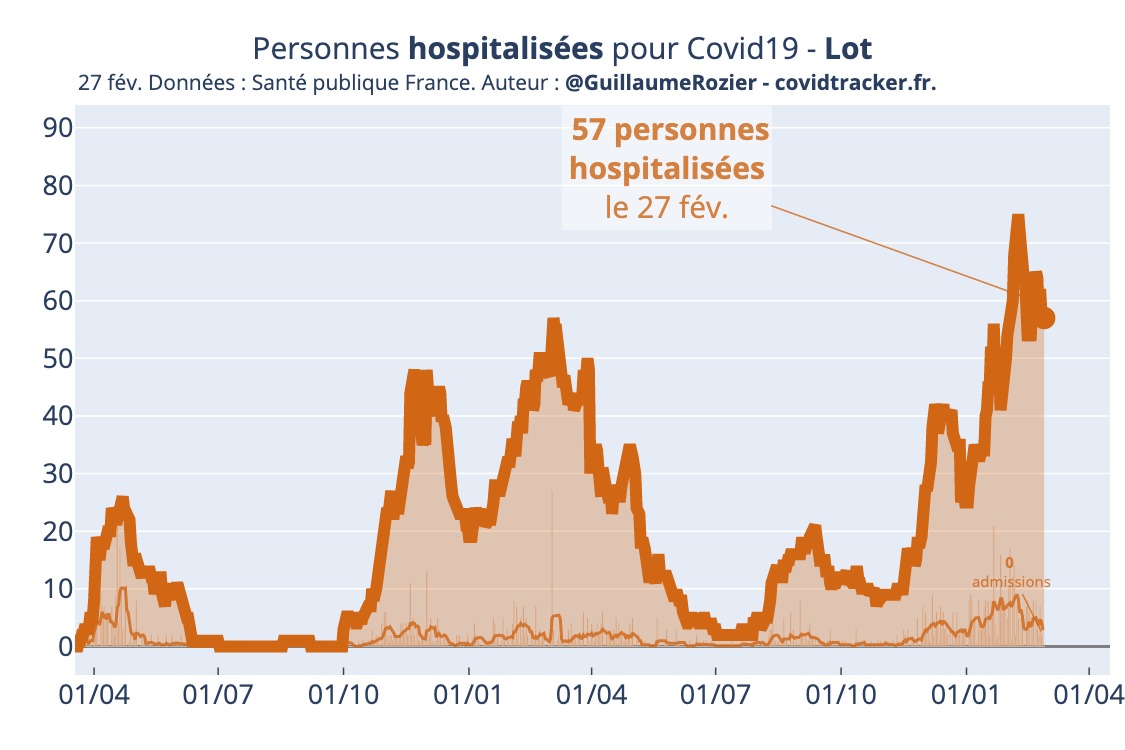 Personnes hospitalisées pour Covid19 - Lot
27 fév. Données : Santé publique France. Auteur : @GuillaumeRozier - covidtracker.fr.
57 personnes
hospitalisées
le 27 fév.
90
80
70
60
50
40
30
20
10
0
0
admissions
01/04 01/07 01/10 01/01 01/04 01/07 01/10 01/01 01/04